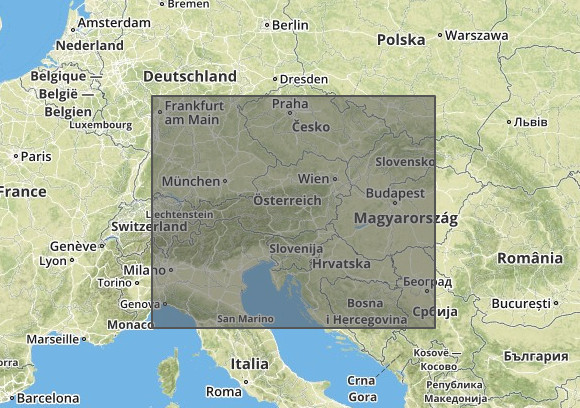 Bremen
Amsterdam
Berlin
Nederland
Polska
Warszawa
Belgique —
België —
Belgien
Deutschland
Dresden
Frankfurt
am Main
Praha
Luxembourg
Česko
Львів
Paris
Slovensko
France
München
Wien
Österreich
Budapest
Liechtenstein
Switzerland
Magyarország
Genève
Lyon
Slovenija
România
Milano
Hrvatska
Torino
Београд
Genova
Bosna
i Hercegovina
Србија
București
Monaco
San Marino
Marseille
Italia
Kosovë —
Косово
България
orra
Roma
Crna
Gora
Република
Македонија
Barcelona